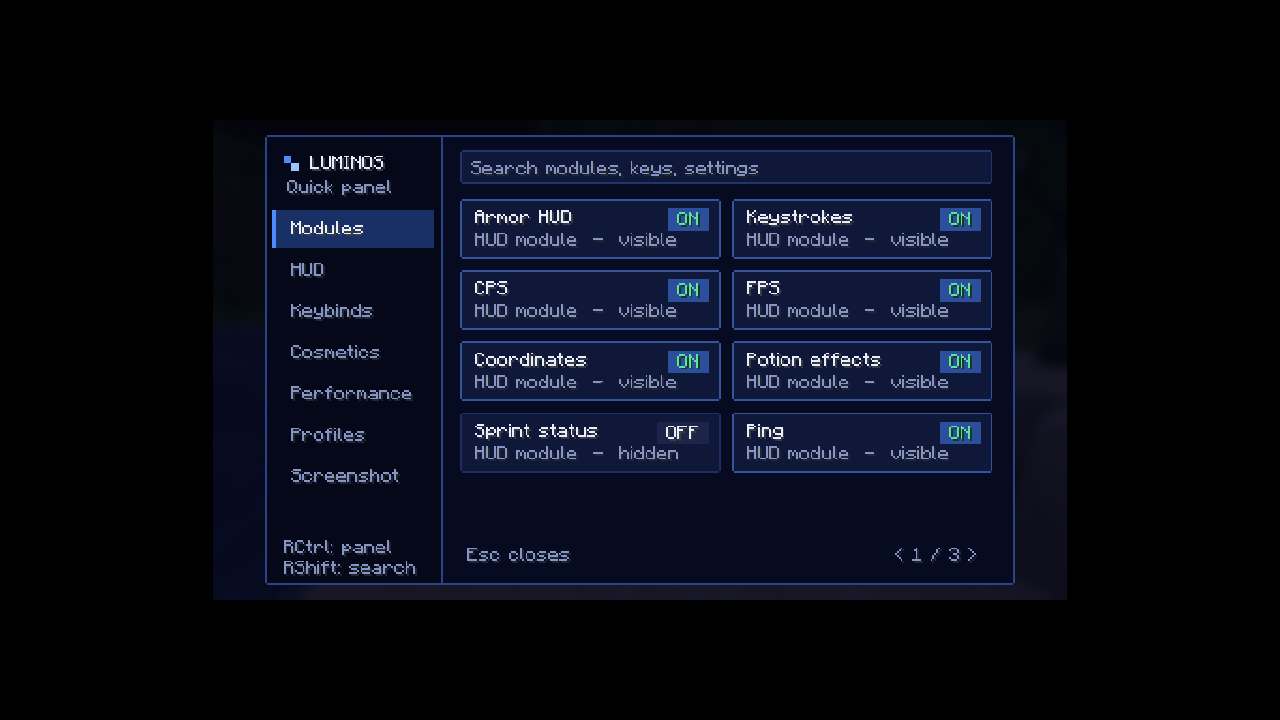 LUMINOS
Quick panel
Modules
HUD
Keybinds
Cosmetics
Performance
Profiles
Screenshot
RCtrl: panel
RShift: search
Search modules, keys, settings
Armor HUD ON
HUD module - visible
Keystrokes ON
HUD module - visible
CPS ON
HUD module - visible
FPS ON
HUD module - visible
Coordinates ON
HUD module - visible
Potion effects ON
HUD module - visible
Sprint status OFF
HUD module - hidden
Ping ON
HUD module - visible
Esc closes
< 1 / 3 >